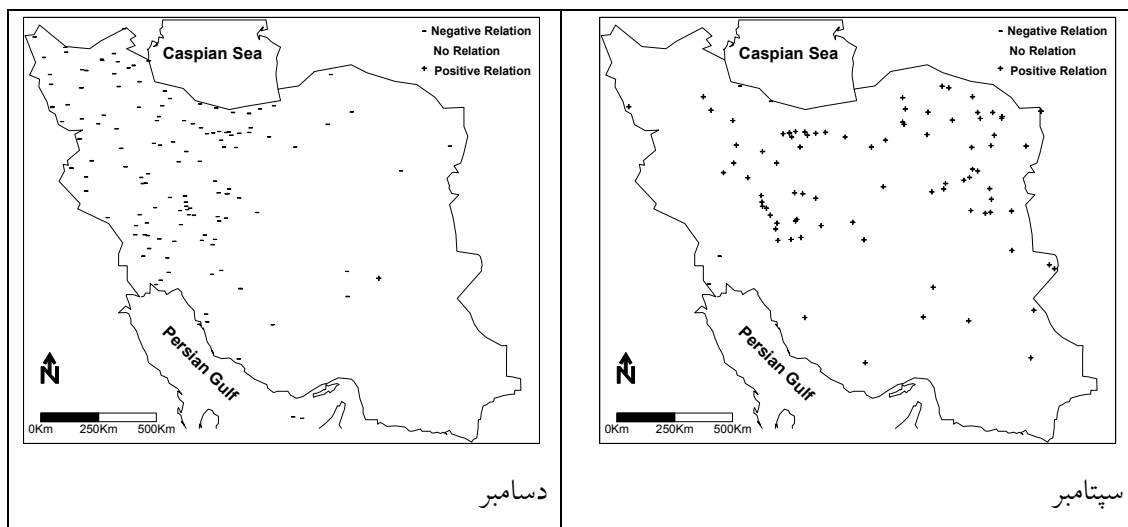 - Negative Relation
No Relation
+ Positive Relation
Caspian Sea
Persian Gulf
N
0Km 250Km 500Km
دسامبر
- Negative Relation
No Relation
+ Positive Relation
Caspian Sea
Persian Gulf
N
0Km 250Km 500Km
سپتامبر